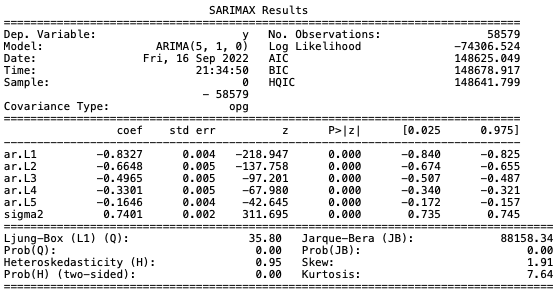 SARIMAX Results
==============================================================================
Dep. Variable:                      y   No. Observations:                58579
Model:                 ARIMA(5, 1, 0)   Log Likelihood              -74306.524
Date:                Fri, 16 Sep 2022   AIC                         148625.049
Time:                        21:34:50   BIC                         148678.917
Sample:                             0   HQIC                        148641.799
- 58579
Covariance Type:                  opg
==============================================================================
coef    std err          z      P>|z|      [0.025      0.975]
------------------------------------------------------------------------------
ar.L1         -0.8327      0.004   -218.947      0.000      -0.840      -0.825
ar.L2         -0.6648      0.005   -137.758      0.000      -0.674      -0.655
ar.L3         -0.4965      0.005    -97.201      0.000      -0.507      -0.487
ar.L4         -0.3301      0.005    -67.980      0.000      -0.340      -0.321
ar.L5         -0.1646      0.004    -42.645      0.000      -0.172      -0.157
sigma2         0.7401      0.002    311.695      0.000       0.735       0.745
===================================================================================
Ljung-Box (L1) (Q):                  35.80   Jarque-Bera (JB):             88158.34
Prob(Q):                              0.00   Prob(JB):                         0.00
Heteroskedasticity (H):               0.95   Skew:                             1.91
Prob(H) (two-sided):                  0.00   Kurtosis:                         7.64
===================================================================================